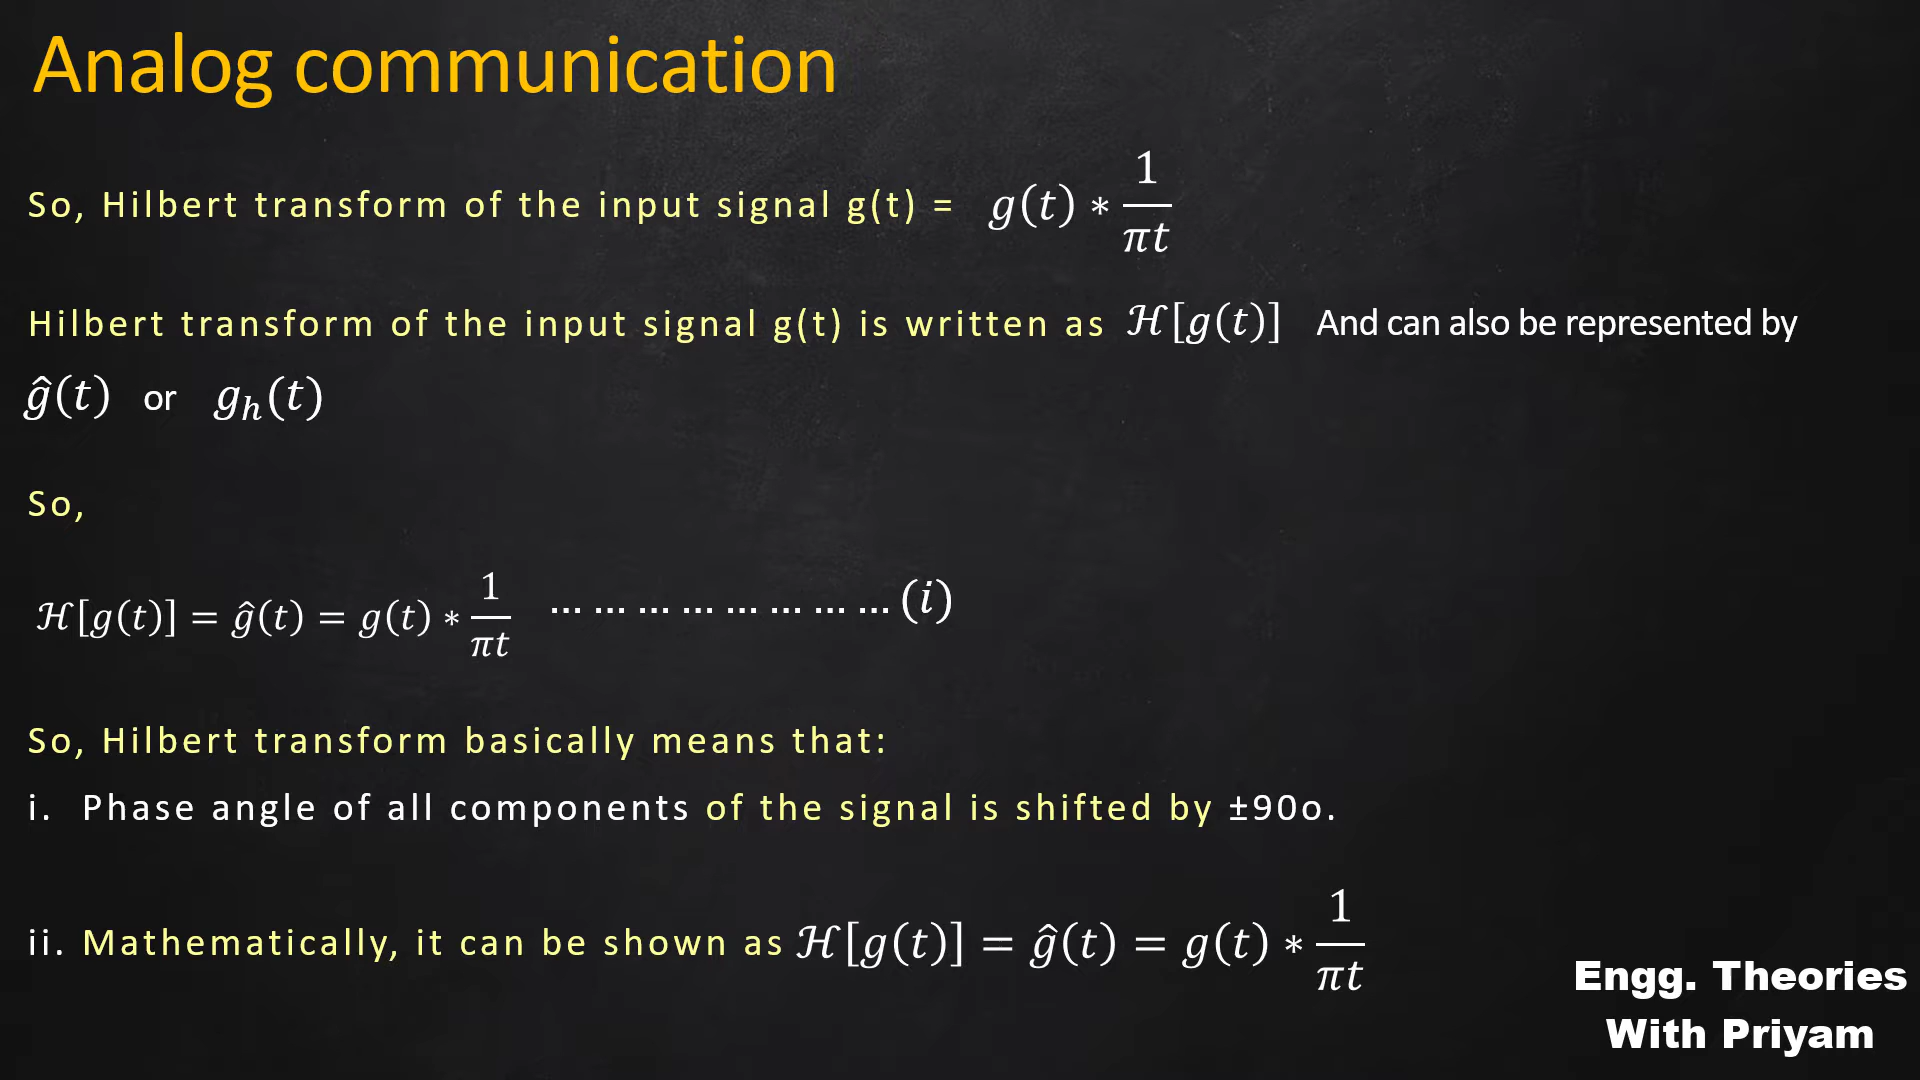 Analog communication
So, Hilbert transform of the input signal g(t) = g(t) * 1/πt
Hilbert transform of the input signal g(t) is written as ℋ[g(t)] And can also be represented by
ĝ(t) or gₕ(t)
So,
ℋ[g(t)] = ĝ(t) = g(t) * 1/πt ... ... ... ... ... ... ... ... (i)
So, Hilbert transform basically means that:
i. Phase angle of all components of the signal is shifted by ±90o.
ii. Mathematically, it can be shown as ℋ[g(t)] = ĝ(t) = g(t) * 1/πt
Engg. Theories
With Priyam